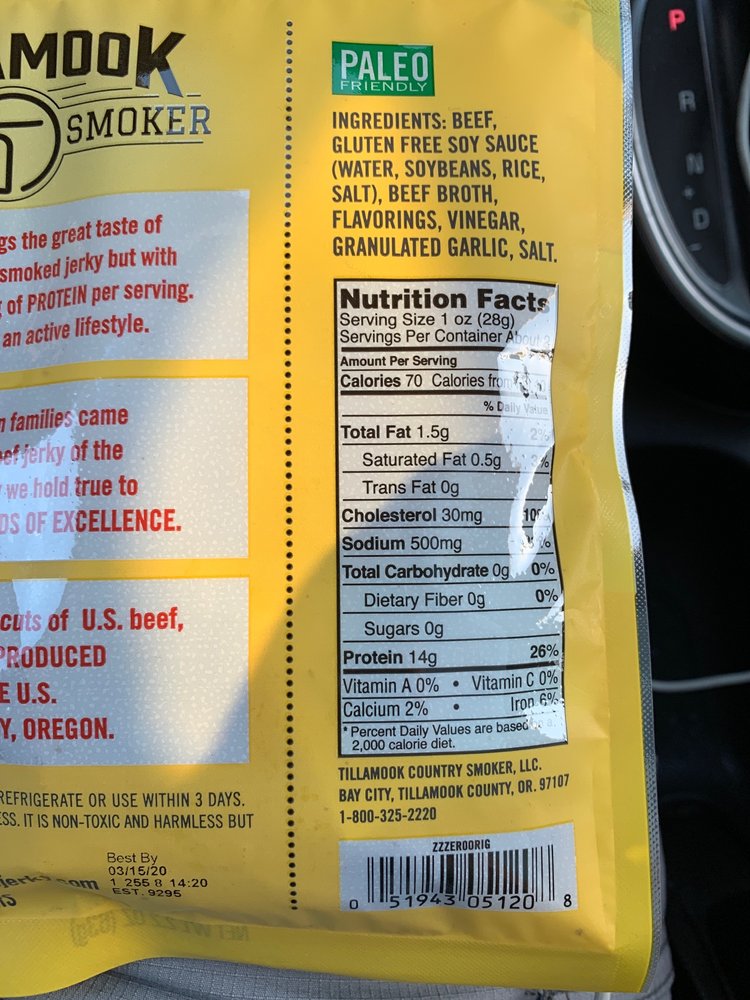 AMOOK
SMOKER
gs the great taste of
smoked jerky but with
of PROTEIN per serving.
an active lifestyle.
families came
jerky of the
we hold true to
DS OF EXCELLENCE.
cuts of U.S. beef,
PRODUCED
E U.S.
Y, OREGON.
REFRIGERATE OR USE WITHIN 3 DAYS.
ESS. IT IS NON-TOXIC AND HARMLESS BUT
Best By
03/15/20
1 255 8 14:20
EST. 9295
PALEO
FRIENDLY
INGREDIENTS: BEEF,
GLUTEN FREE SOY SAUCE
(WATER, SOYBEANS, RICE,
SALT), BEEF BROTH,
FLAVORINGS, VINEGAR,
GRANULATED GARLIC, SALT.
Nutrition Facts
Serving Size 1 oz (28g)
Servings Per Container About
Amount Per Serving
Calories 70 Calories from
% Daily Value
Total Fat 1.5g 2%
Saturated Fat 0.5g
Trans Fat 0g
Cholesterol 30mg 10%
Sodium 500mg
Total Carbohydrate 0g 0%
Dietary Fiber 0g 0%
Sugars 0g
Protein 14g 26%
Vitamin A 0% • Vitamin C 0%
Calcium 2% • Iron 6%
* Percent Daily Values are based on a
2,000 calorie diet.
TILLAMOOK COUNTRY SMOKER, LLC.
BAY CITY, TILLAMOOK COUNTY, OR. 97107
1-800-325-2220
ZZZEROORIG
0 51943 05120 8
P
R
N
D